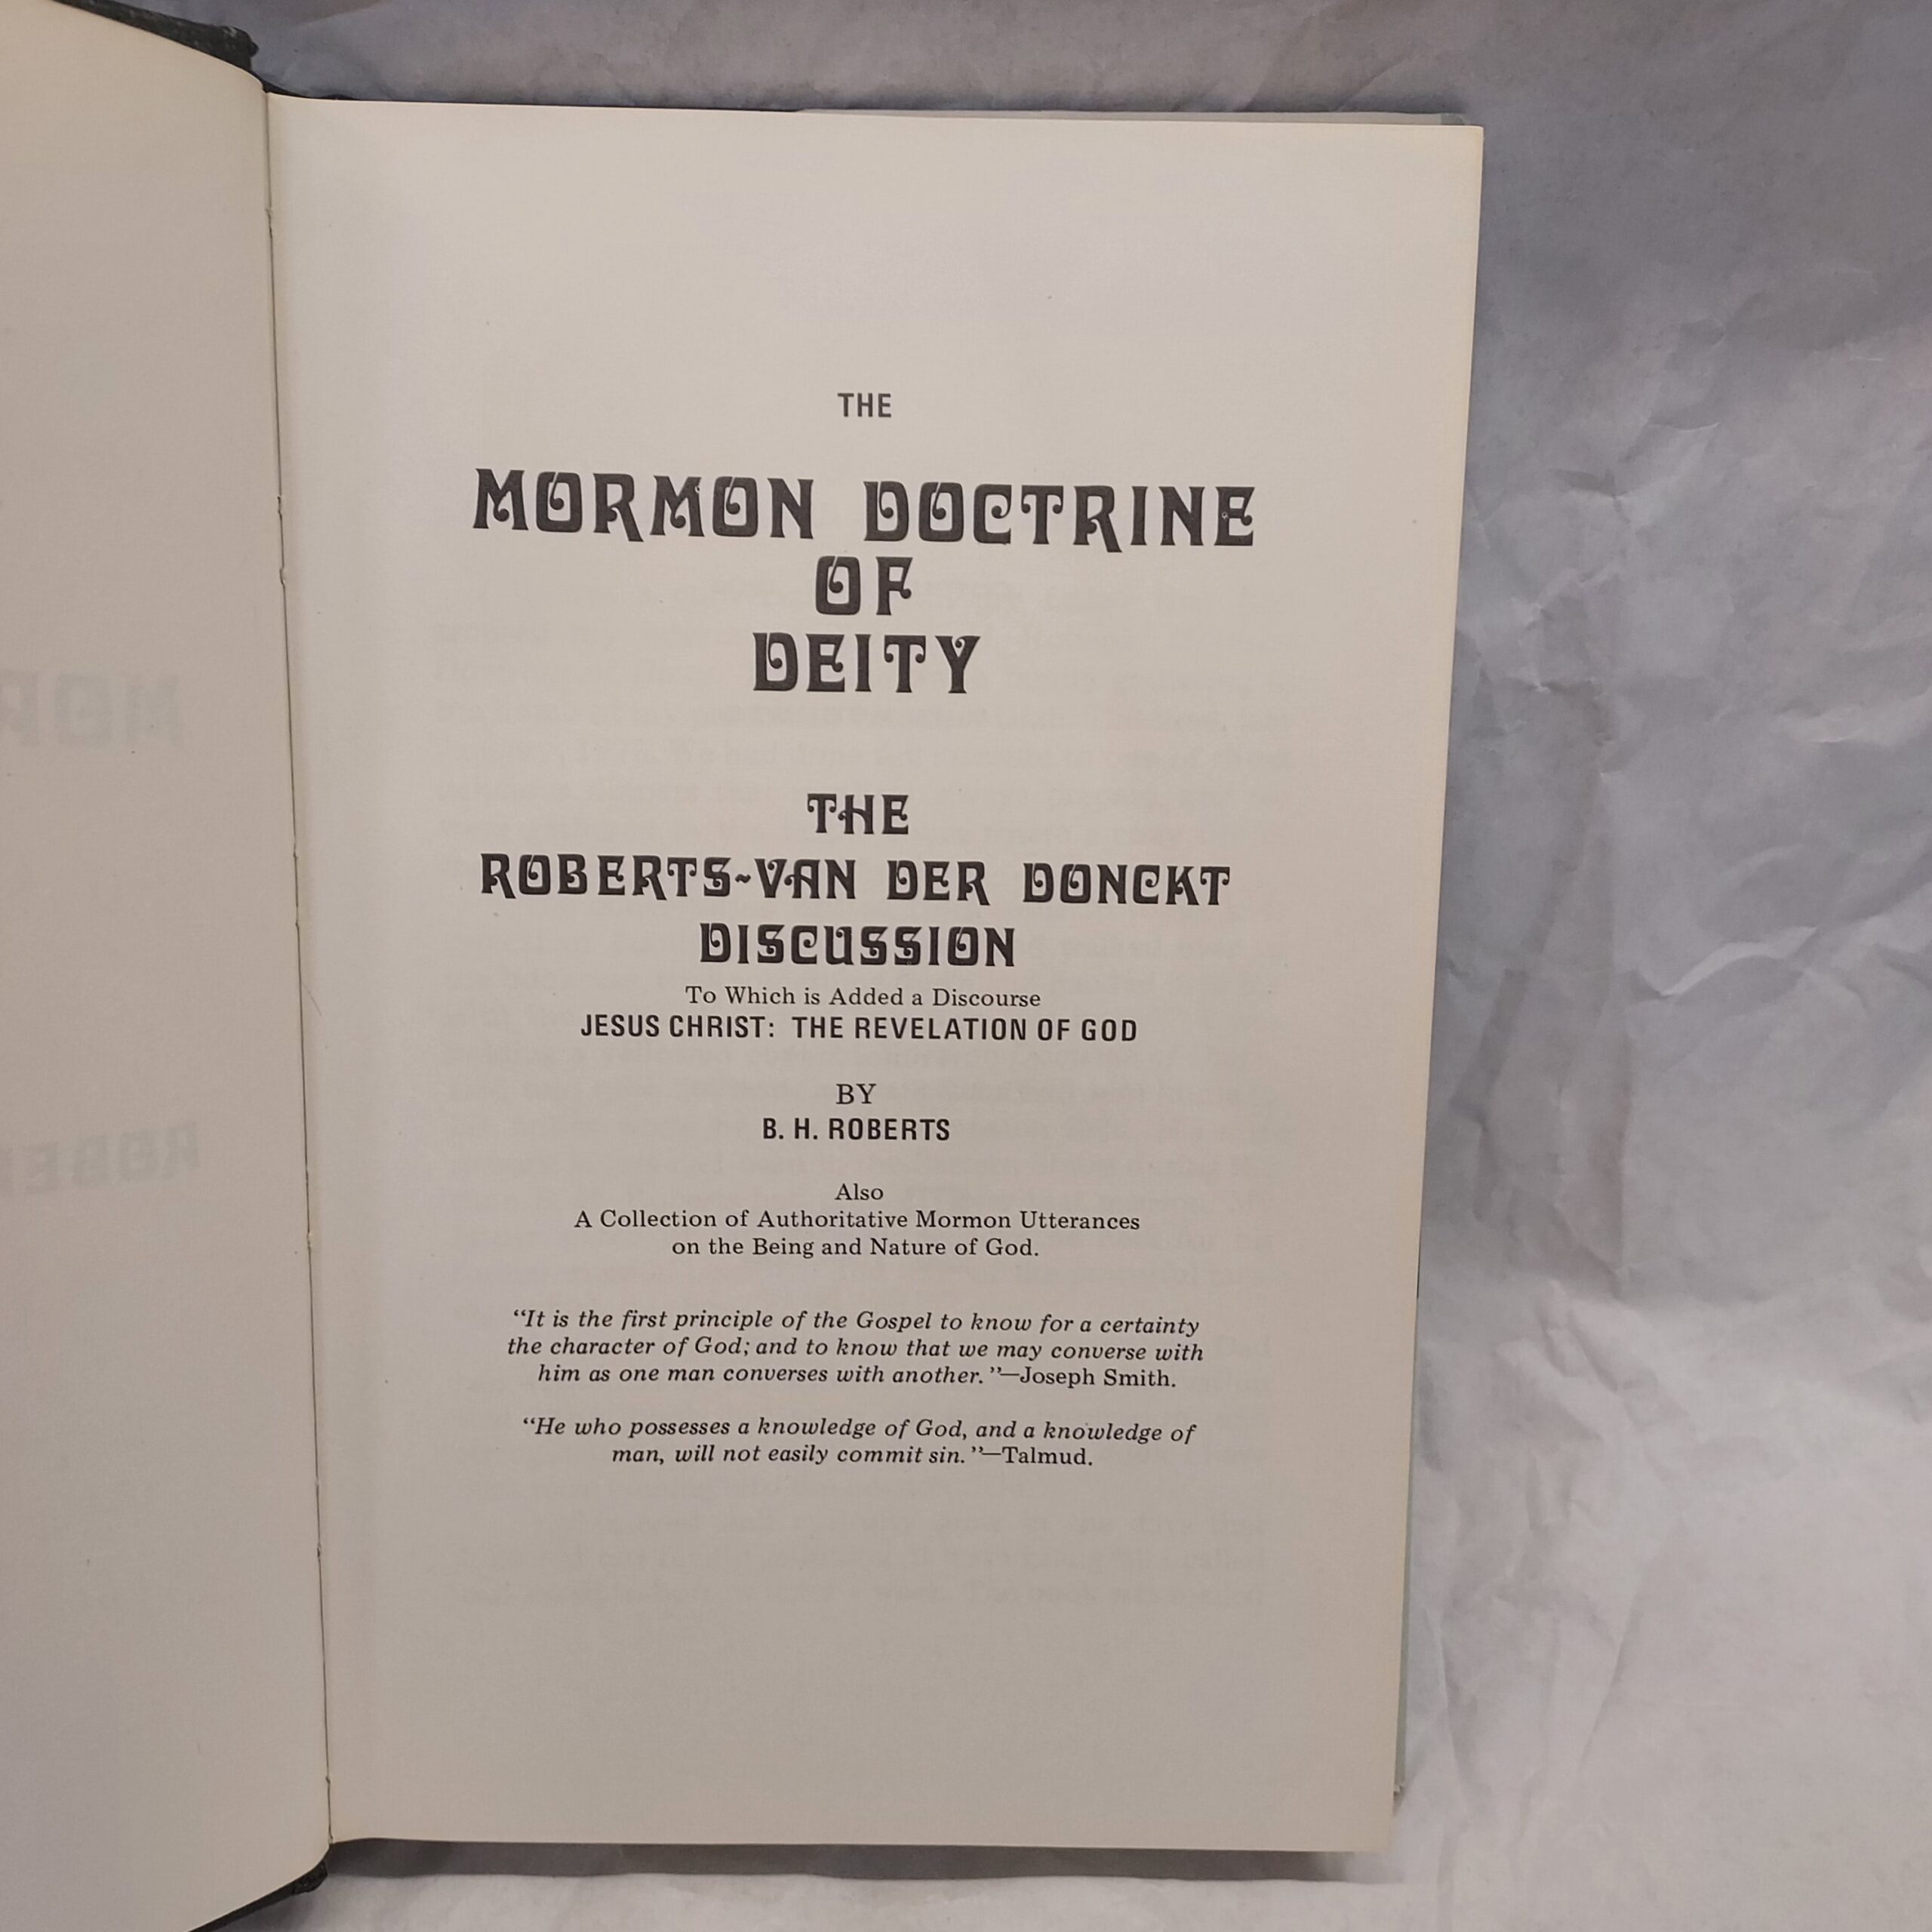 THE
MORMON DOCTRINE
OF
DEITY
THE
ROBERTS-VAN DER DONCKT
DISCUSSION
To Which is Added a Discourse
JESUS CHRIST: THE REVELATION OF GOD
BY
B. H. ROBERTS
Also
A Collection of Authoritative Mormon Utterances
on the Being and Nature of God.
“It is the first principle of the Gospel to know for a certainty
the character of God; and to know that we may converse with
him as one man converses with another.”—Joseph Smith.
“He who possesses a knowledge of God, and a knowledge of
man, will not easily commit sin.”—Talmud.